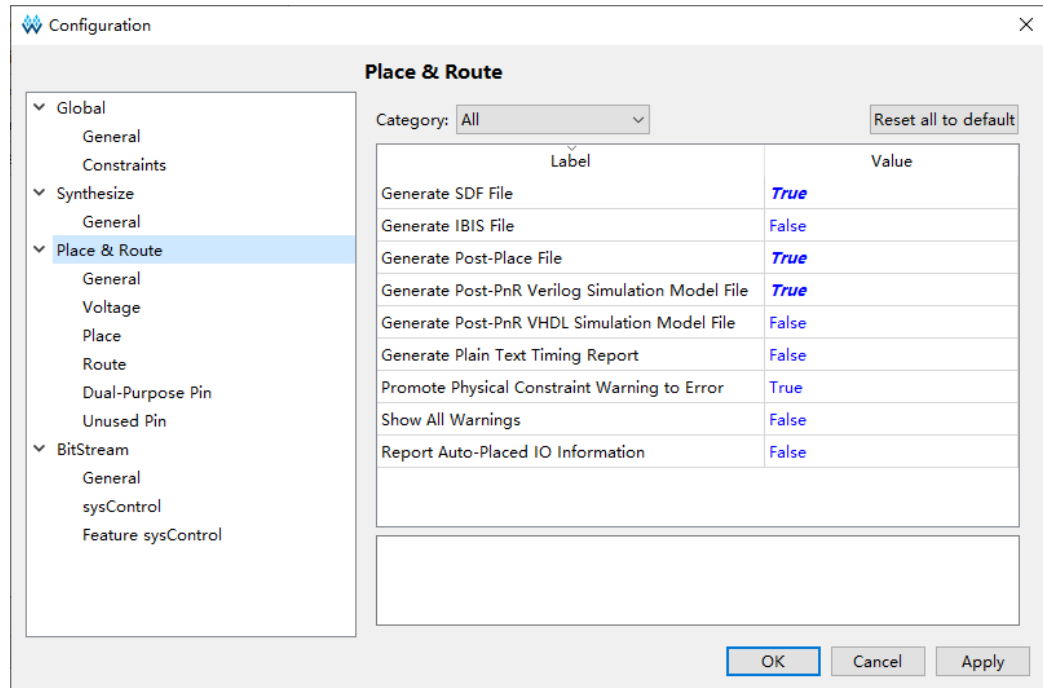 Configuration
Place & Route
Global
General
Constraints
Synthesize
General
Place & Route
General
Voltage
Place
Route
Dual-Purpose Pin
Unused Pin
BitStream
General
sysControl
Feature sysControl
Category: All Reset all to default
Label Value
Generate SDF File True
Generate IBIS File False
Generate Post-Place File True
Generate Post-PnR Verilog Simulation Model File True
Generate Post-PnR VHDL Simulation Model File False
Generate Plain Text Timing Report False
Promote Physical Constraint Warning to Error True
Show All Warnings False
Report Auto-Placed IO Information False
OK Cancel Apply